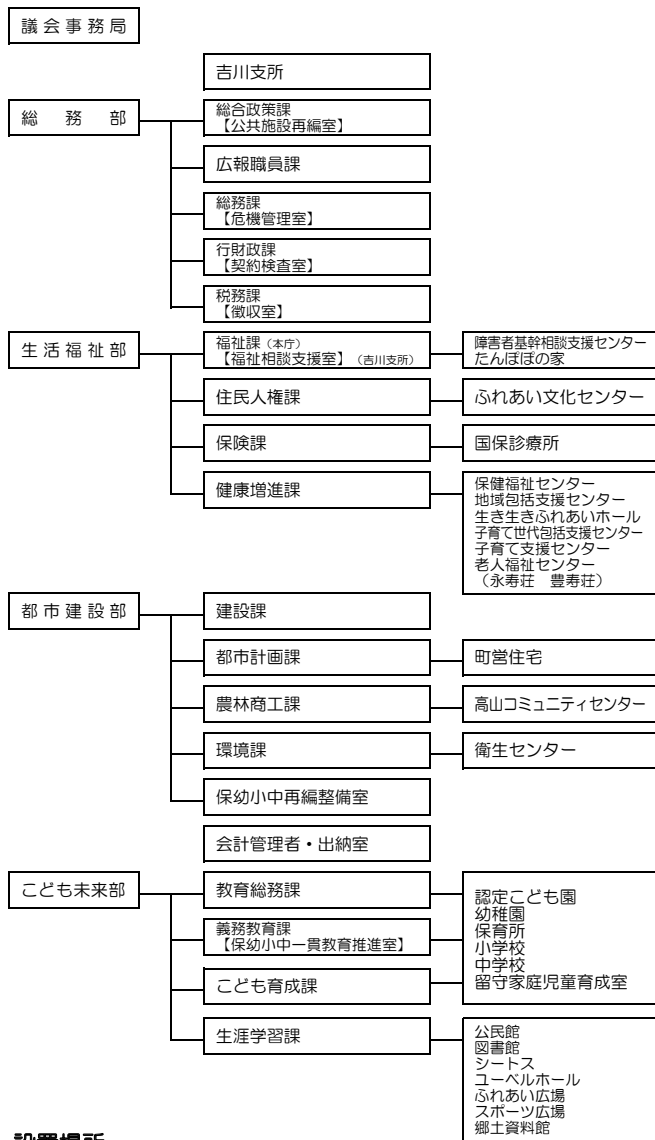 議会事務局
吉川支所
総務部
総合政策課
【公共施設再編室】
広報職員課
総務課
【危機管理室】
行財政課
【契約検査室】
税務課
【徴収室】
生活福祉部
福祉課（本庁）
【福祉相談支援室】（吉川支所）
障害者基幹相談支援センター
たんぽぽの家
住民人権課
ふれあい文化センター
保険課
国保診療所
健康増進課
保健福祉センター
地域包括支援センター
生き生きふれあいホール
子育て世代包括支援センター
子育て支援センター
老人福祉センター
（永寿荘　豊寿荘）
都市建設部
建設課
都市計画課
町営住宅
農林商工課
高山コミュニティセンター
環境課
衛生センター
保幼小中再編整備室
会計管理者・出納室
こども未来部
教育総務課
義務教育課
【保幼小中一貫教育推進室】
こども育成課
認定こども園
幼稚園
保育所
小学校
中学校
留守家庭児童育成室
生涯学習課
公民館
図書館
シートス
ユーベルホール
ふれあい広場
スポーツ広場
郷土資料館
設置場所